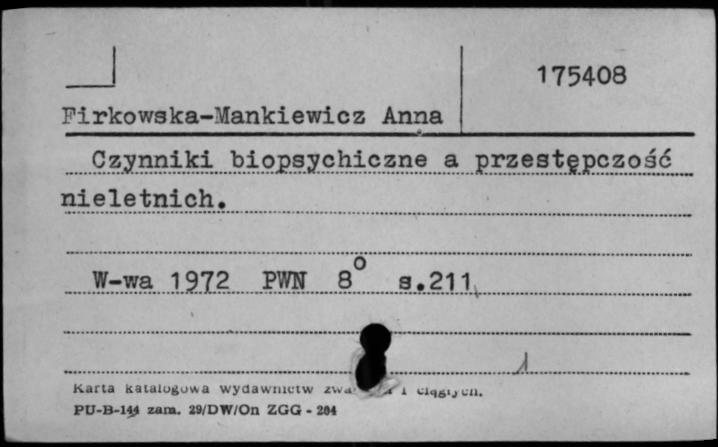 175408
Firkowska-Mankiewicz Anna
Czynniki biopsychiczne a przestępczość
nieletnich.
W-wa 1972 PWN 8° s.211
Karta katalogowa wydawnictw i ciągłych.
PU-B-144 zam. 29/DW/On ZGG - 284